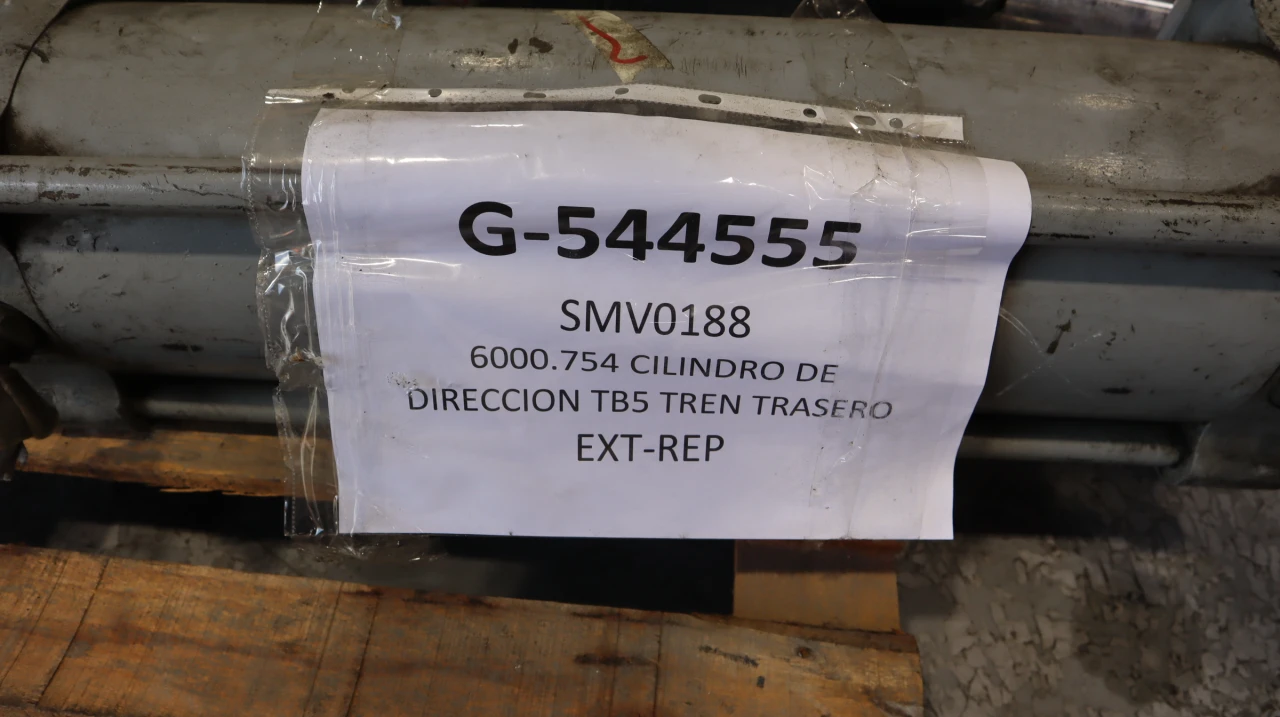 G-544555
SMV0188
6000.754 CILINDRO DE
DIRECCION TB5 TREN TRASERO
EXT-REP